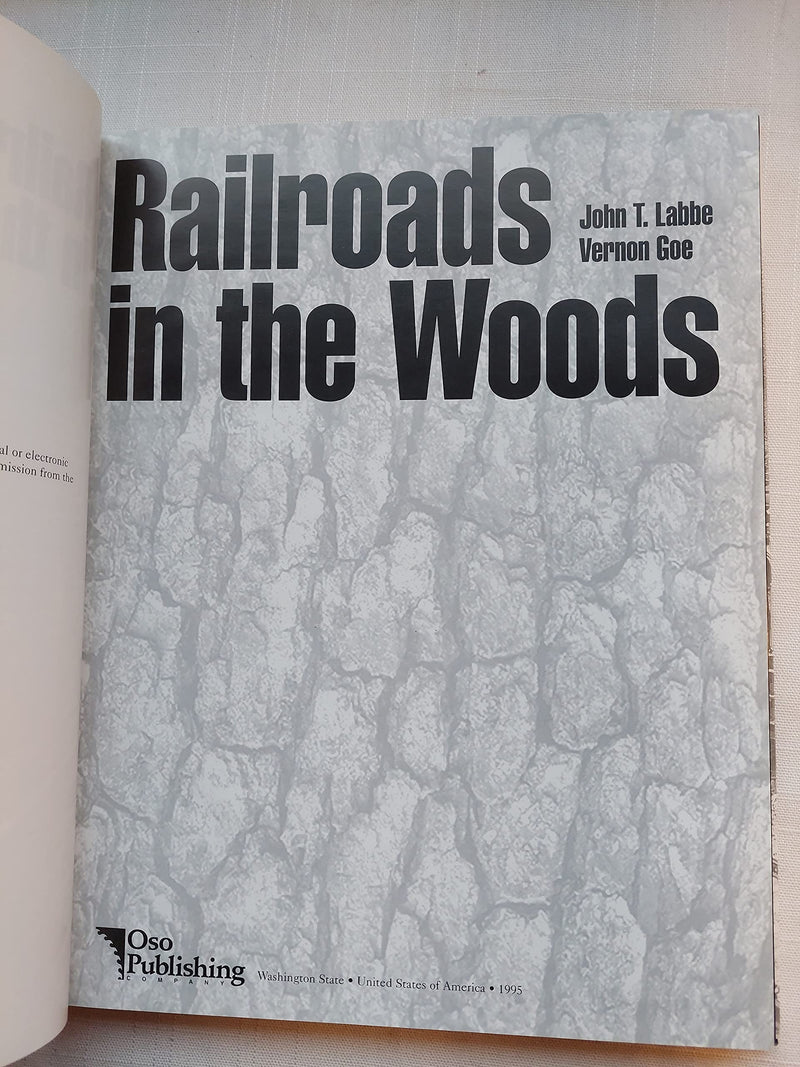 al or electronic
mission from the
Railroads
in the Woods
John T. Labbe
Vernon Goe
Oso
Publishing
COMPANY
Washington State • United States of America • 1995